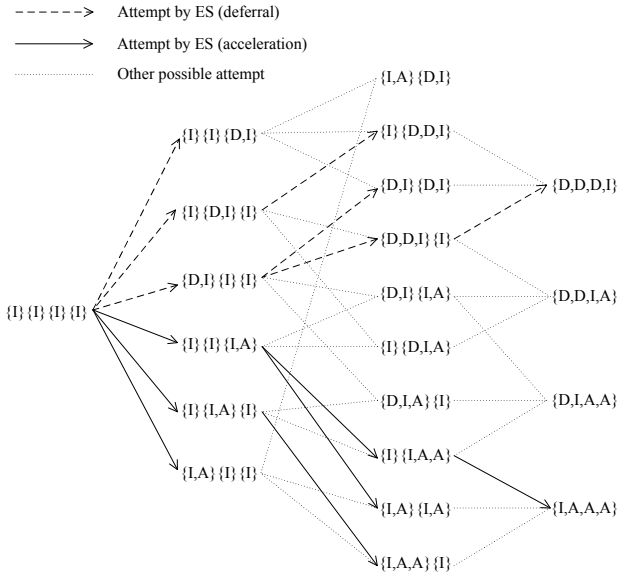 Attempt by ES (deferral)
Attempt by ES (acceleration)
Other possible attempt
{I} {I} {I} {I}
{I} {I} {D,I}
{I} {D,I} {I}
{D,I} {I} {I}
{I} {I} {I,A}
{I} {I,A} {I}
{I,A} {I} {I}
{I,A} {D,I}
{I} {D,D,I}
{D,I} {D,I}
{D,D,I} {I}
{D,I} {I,A}
{I} {D,I,A}
{D,I,A} {I}
{I} {I,A,A}
{I,A} {I,A}
{I,A,A} {I}
{D,D,D,I}
{D,D,I,A}
{D,I,A,A}
{I,A,A,A}